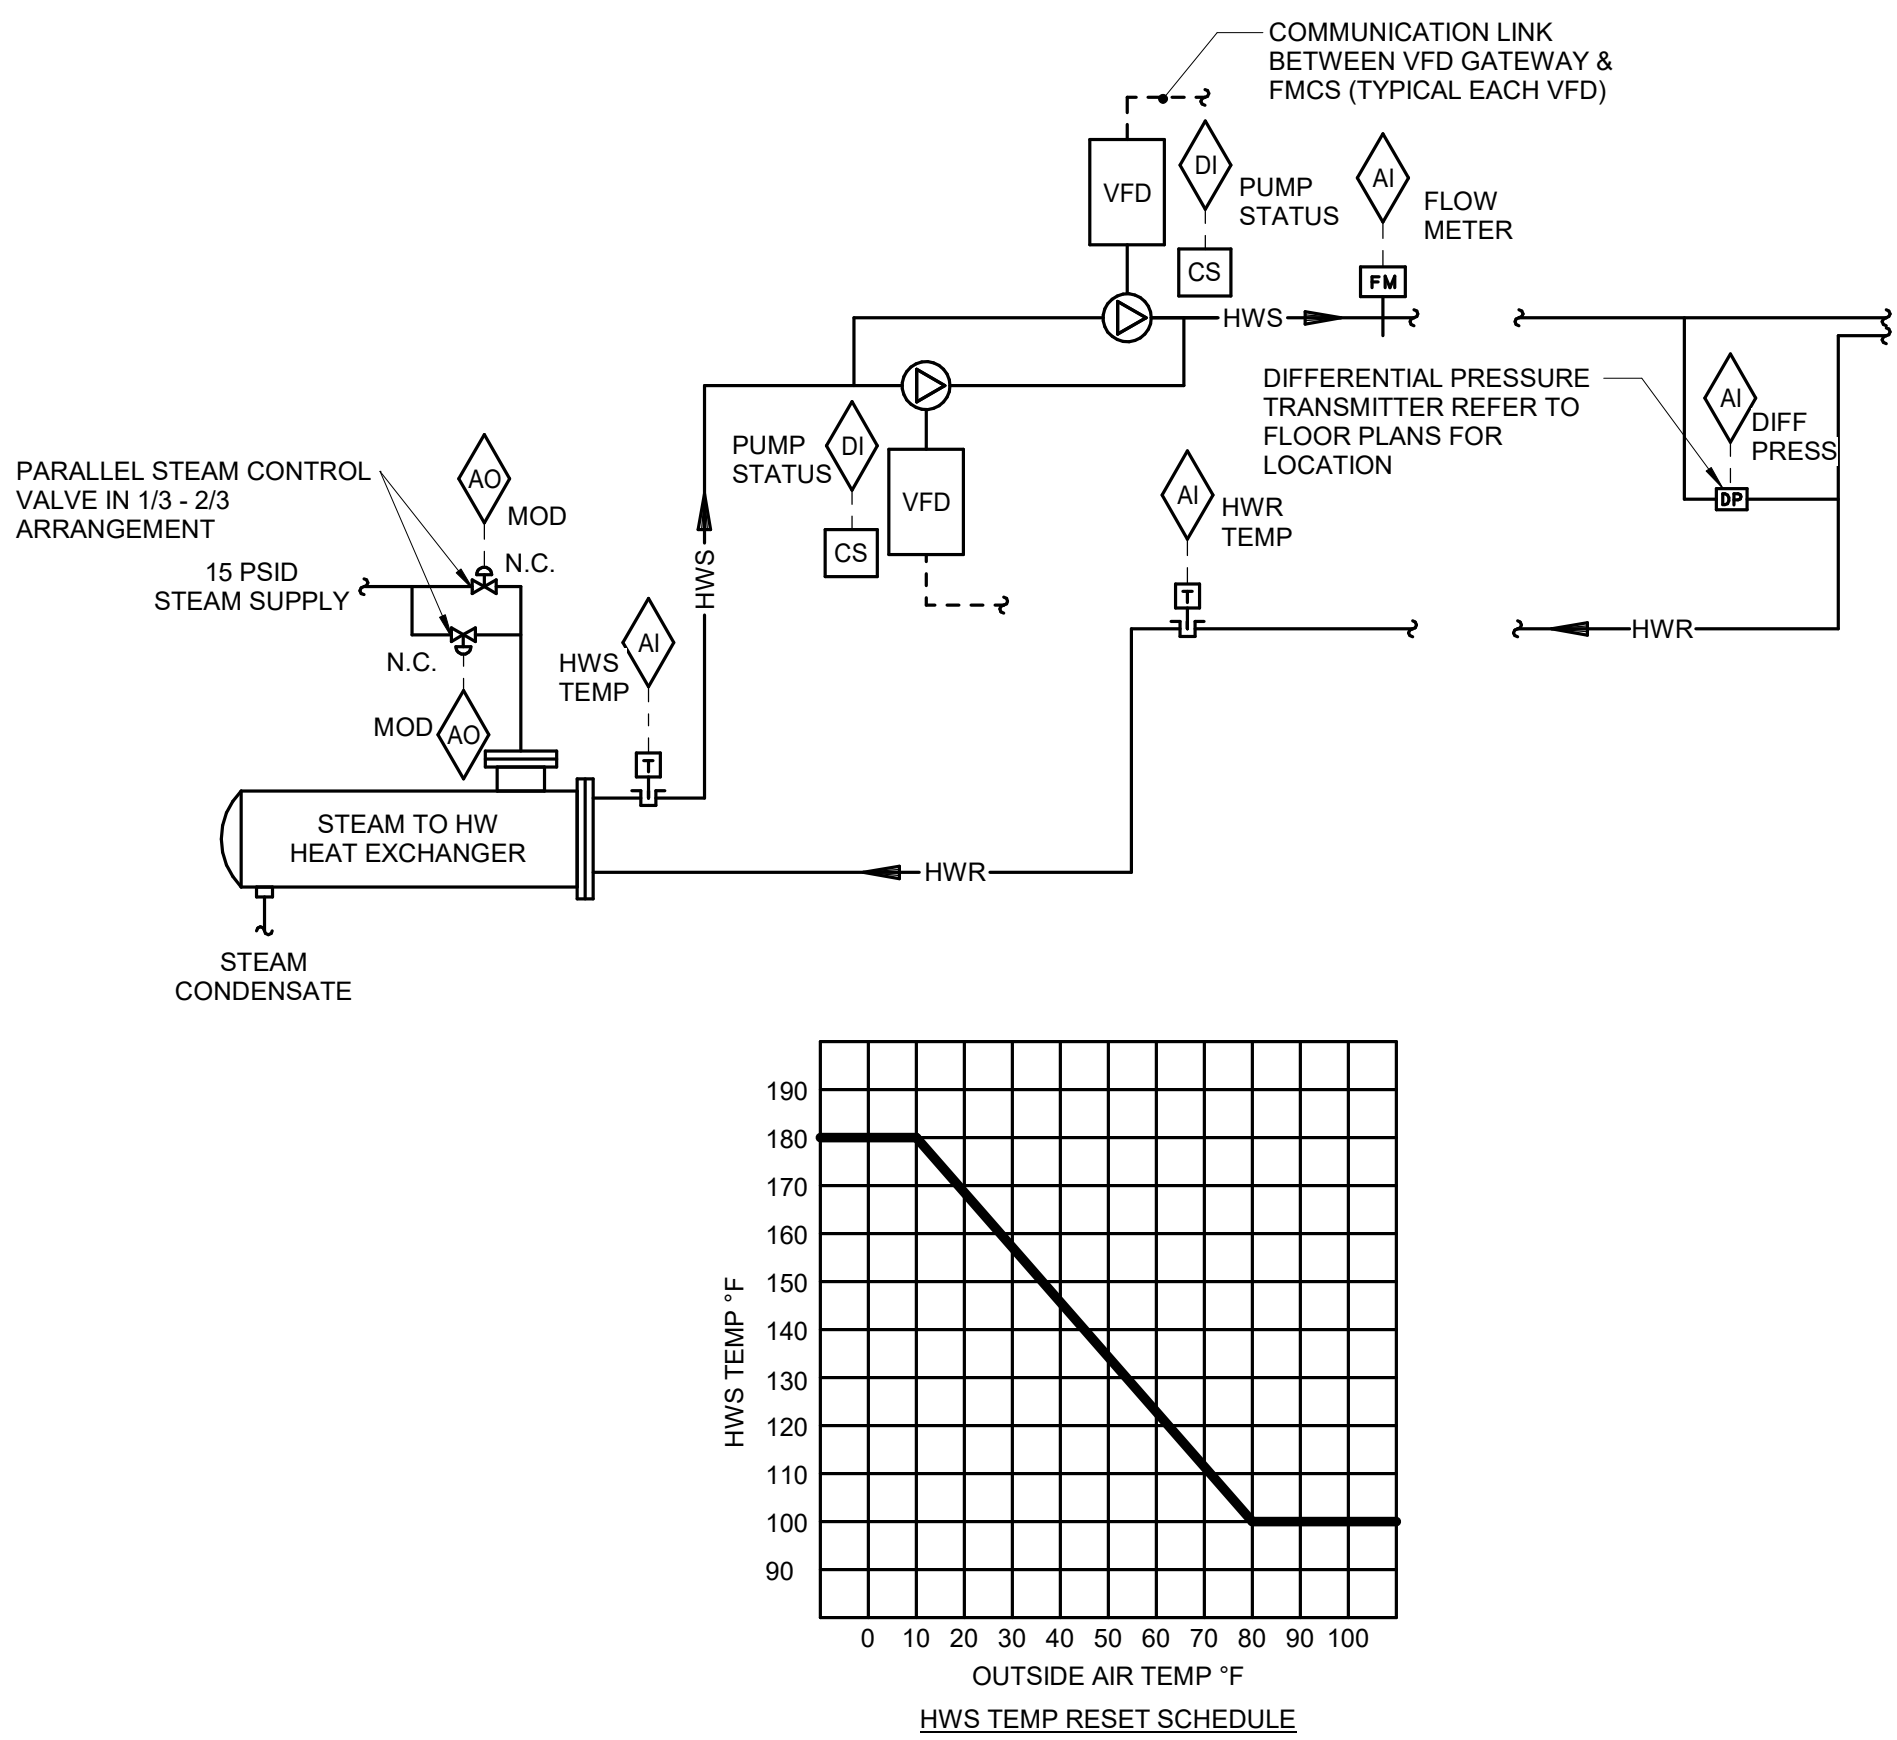 COMMUNICATION LINK
BETWEEN VFD GATEWAY &
FMCS (TYPICAL EACH VFD)
VFD
DI
PUMP
STATUS
CS
AI
FLOW
METER
FM
HWS
DIFFERENTIAL PRESSURE
TRANSMITTER REFER TO
FLOOR PLANS FOR
LOCATION
AI
DIFF
PRESS
DP
PUMP
STATUS
DI
CS
VFD
AI
HWR
TEMP
T
HWR
PARALLEL STEAM CONTROL
VALVE IN 1/3 - 2/3
ARRANGEMENT
AO
MOD
N.C.
15 PSID
STEAM SUPPLY
N.C.
MOD
AO
HWS
TEMP
AI
T
HWS
STEAM TO HW
HEAT EXCHANGER
HWR
STEAM
CONDENSATE
190
180
170
160
150
140
130
120
110
100
90
HWS TEMP °F
0 10 20 30 40 50 60 70 80 90 100
OUTSIDE AIR TEMP °F
HWS TEMP RESET SCHEDULE